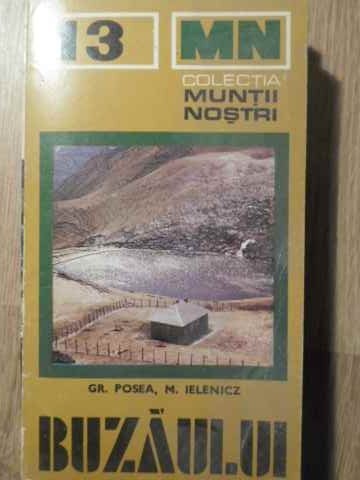 13 MN
COLECȚIA
MUNȚII
NOȘTRI
GR. POSEA, M. IELENICZ
BUZĂULUI